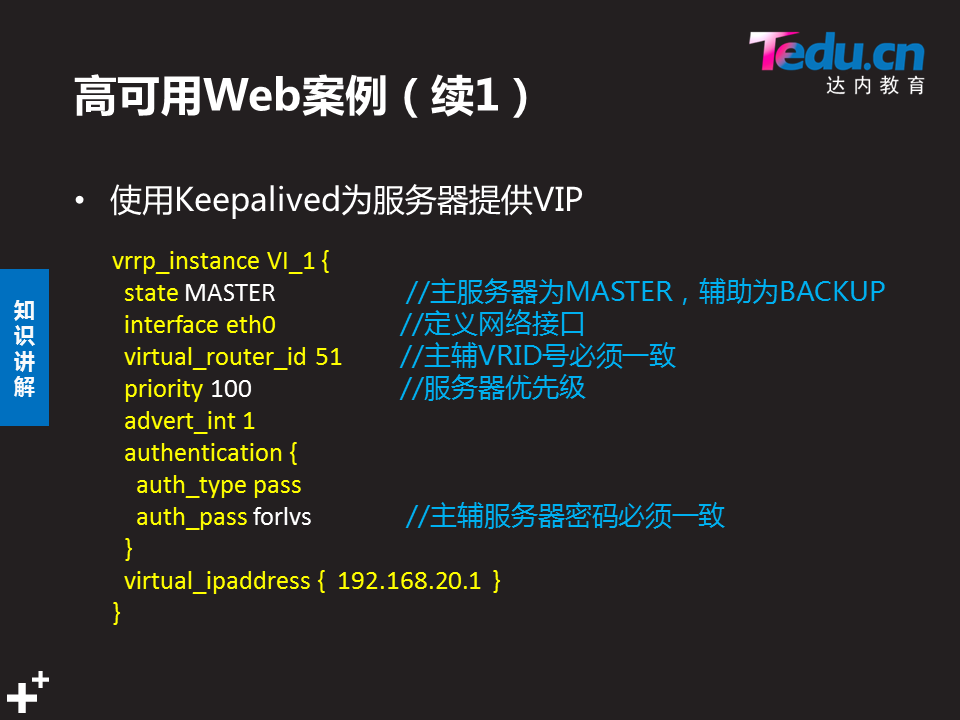 Tedu.cn
达内教育
高可用Web案例（续1）
• 使用Keepalived为服务器提供VIP
vrrp_instance VI_1 {
state MASTER //主服务器为MASTER，辅助为BACKUP
interface eth0 //定义网络接口
virtual_router_id 51 //主辅VRID号必须一致
priority 100 //服务器优先级
advert_int 1
authentication {
auth_type pass
auth_pass forlvs //主辅服务器密码必须一致
}
virtual_ipaddress { 192.168.20.1 }
}
知识讲解